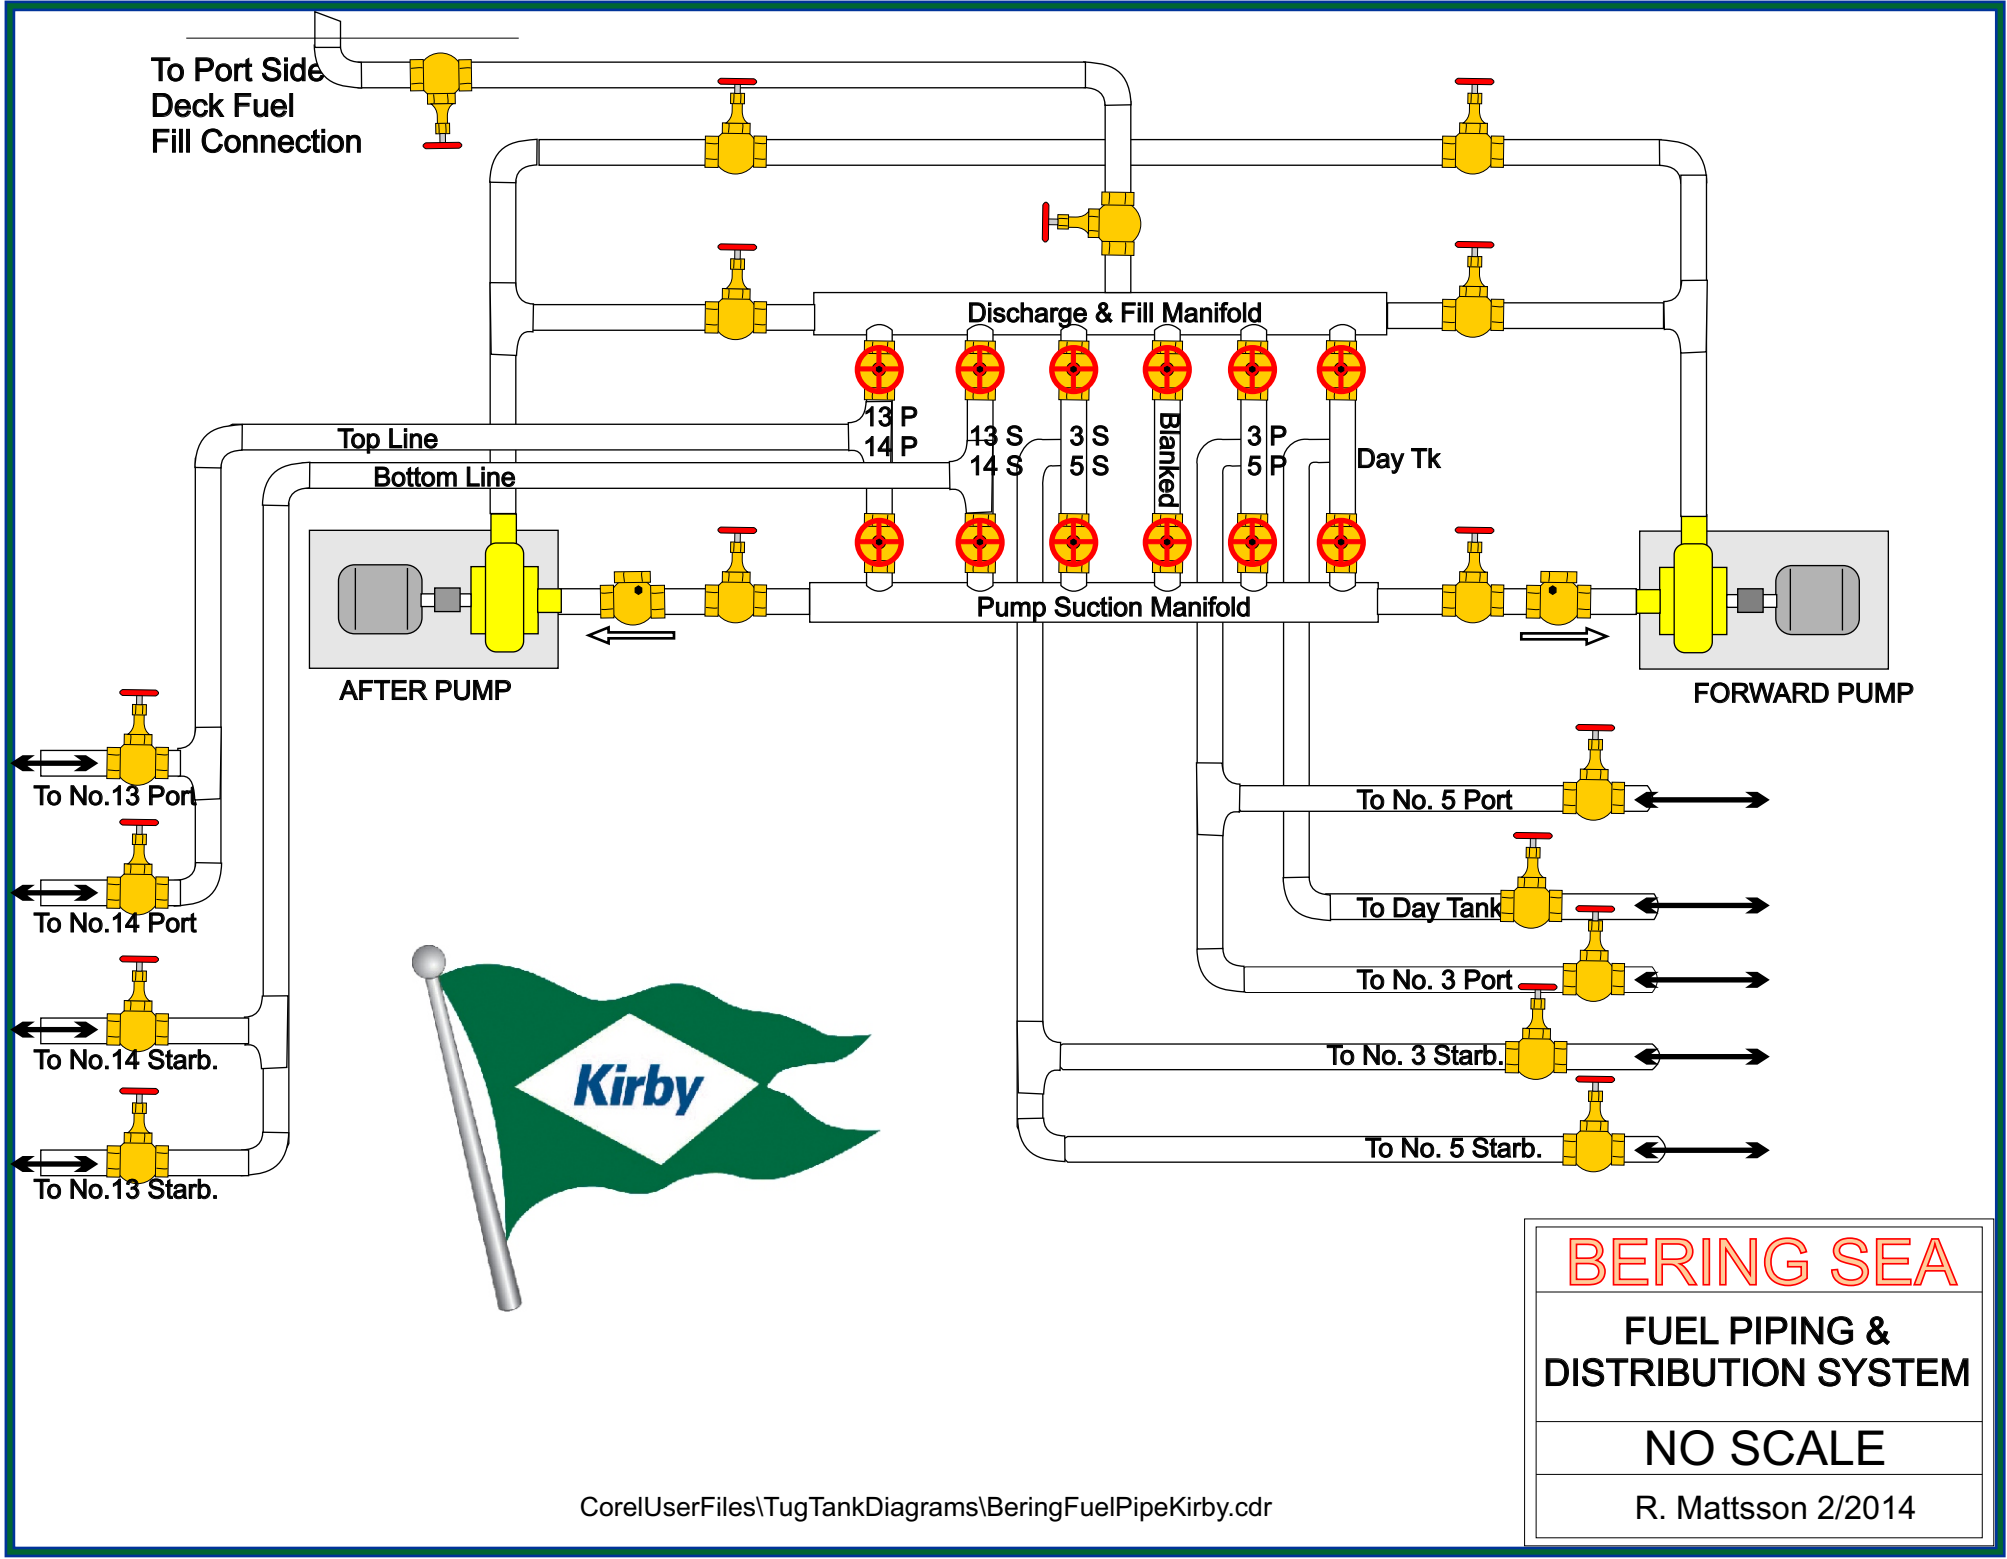 To Port Side
Deck Fuel
Fill Connection
Discharge & Fill Manifold
13 P
14 P
13 S
14 S
3 S
5 S
Blanked
3 P
5 P
Day Tk
Top Line
Bottom Line
Pump Suction Manifold
AFTER PUMP
FORWARD PUMP
To No.13 Port
To No.14 Port
To No.14 Starb.
To No.13 Starb.
To No. 5 Port
To Day Tank
To No. 3 Port
To No. 3 Starb.
To No. 5 Starb.
Kirby
BERING SEA
FUEL PIPING &
DISTRIBUTION SYSTEM
NO SCALE
R. Mattsson 2/2014
CorelUserFiles\TugTankDiagrams\BeringFuelPipeKirby.cdr